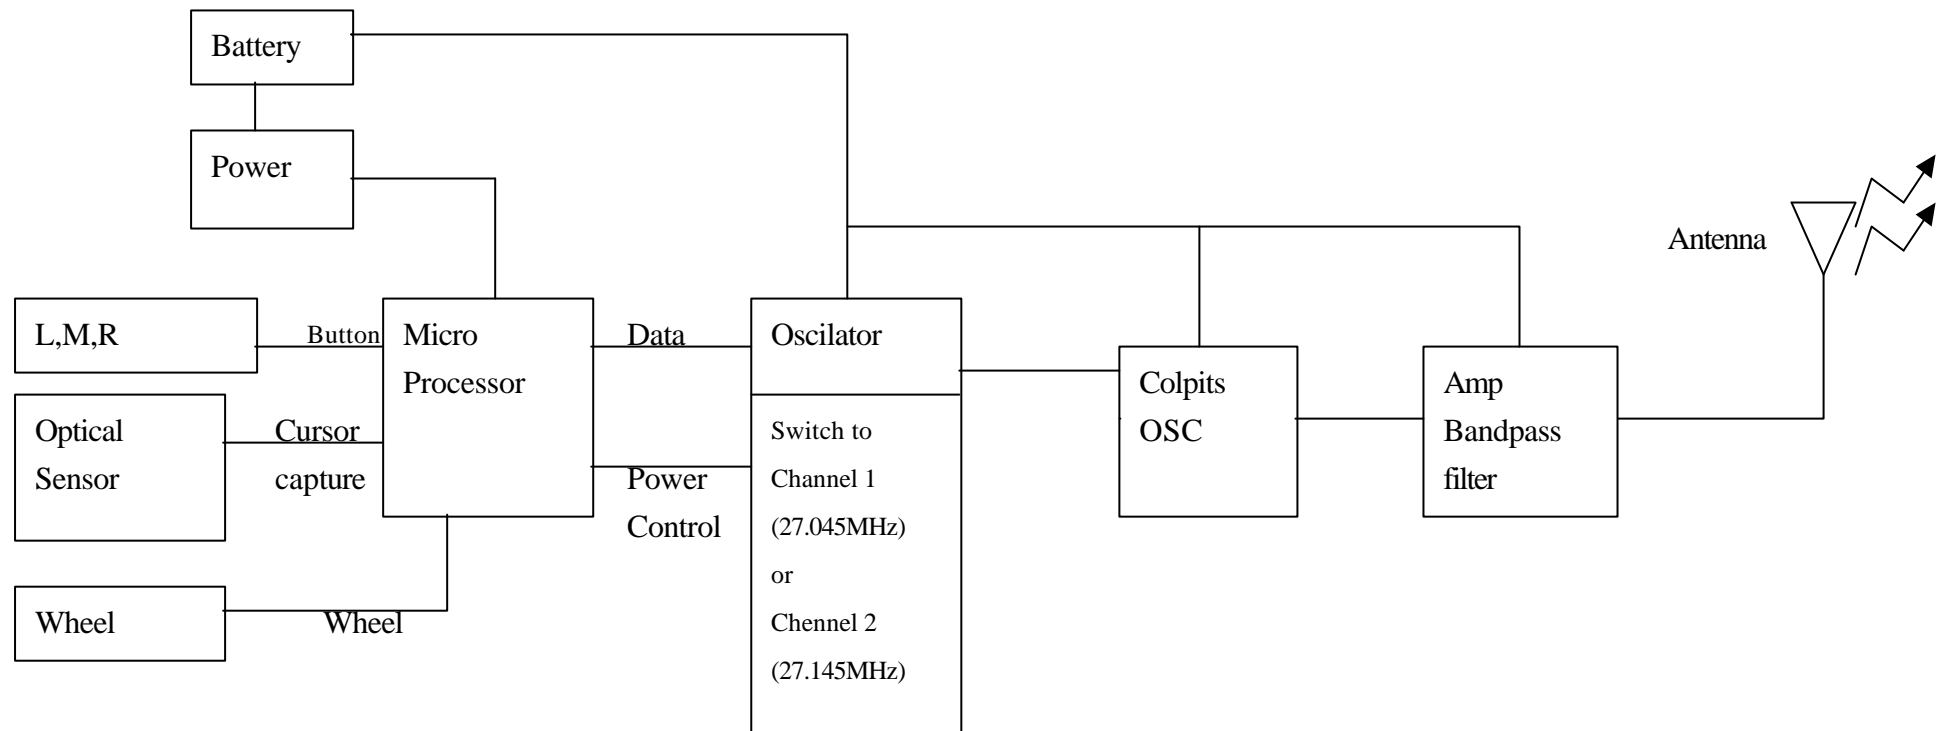 Battery
Power
Antenna
L,M,R
Button
Micro
Processor
Data
Oscilator
Colpits
OSC
Amp
Bandpass
filter
Optical
Sensor
Cursor
capture
Power
Control
Switch to
Channel 1
(27.045MHz)
or
Chennel 2
(27.145MHz)
Wheel
Wheel